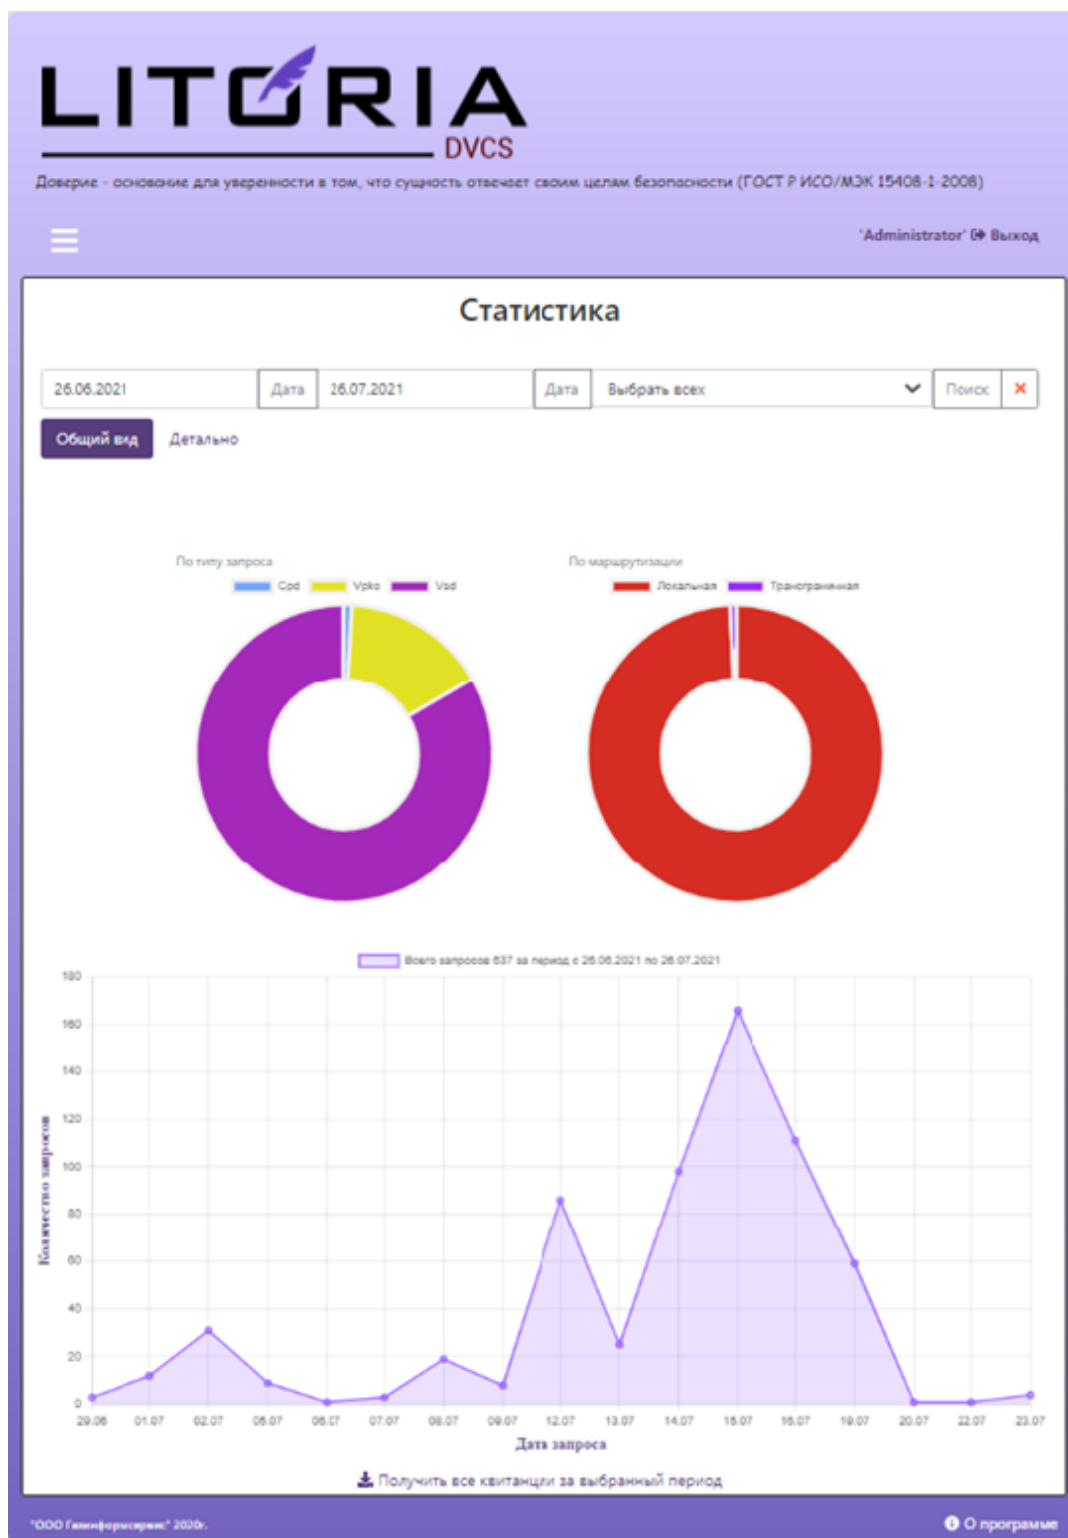 LITORIA
DVCS
Доверие - основание для уверенности в том, что сущность отвечает своим целям безопасности (ГОСТ Р ИСО/МЭК 15408-1-2008)
'Administrator' Выход
Статистика
26.06.2021 Дата 26.07.2021 Дата Выбрать всех Поиск
Общий вид Детально
По типу запроса
Cpd Vpkc Vsd
По маршрутизации
Локальная Трансграничная
Всего запросов 637 за период с 26.06.2021 по 26.07.2021
180
160
140
120
100
80
60
40
20
0
Количество запросов
29.06 01.07 02.07 05.07 06.07 07.07 08.07 09.07 12.07 13.07 14.07 15.07 16.07 19.07 20.07 22.07 23.07
Дата запроса
Получить все квитанции за выбранный период
"ООО Газинформсервис" 2020г.
О программе